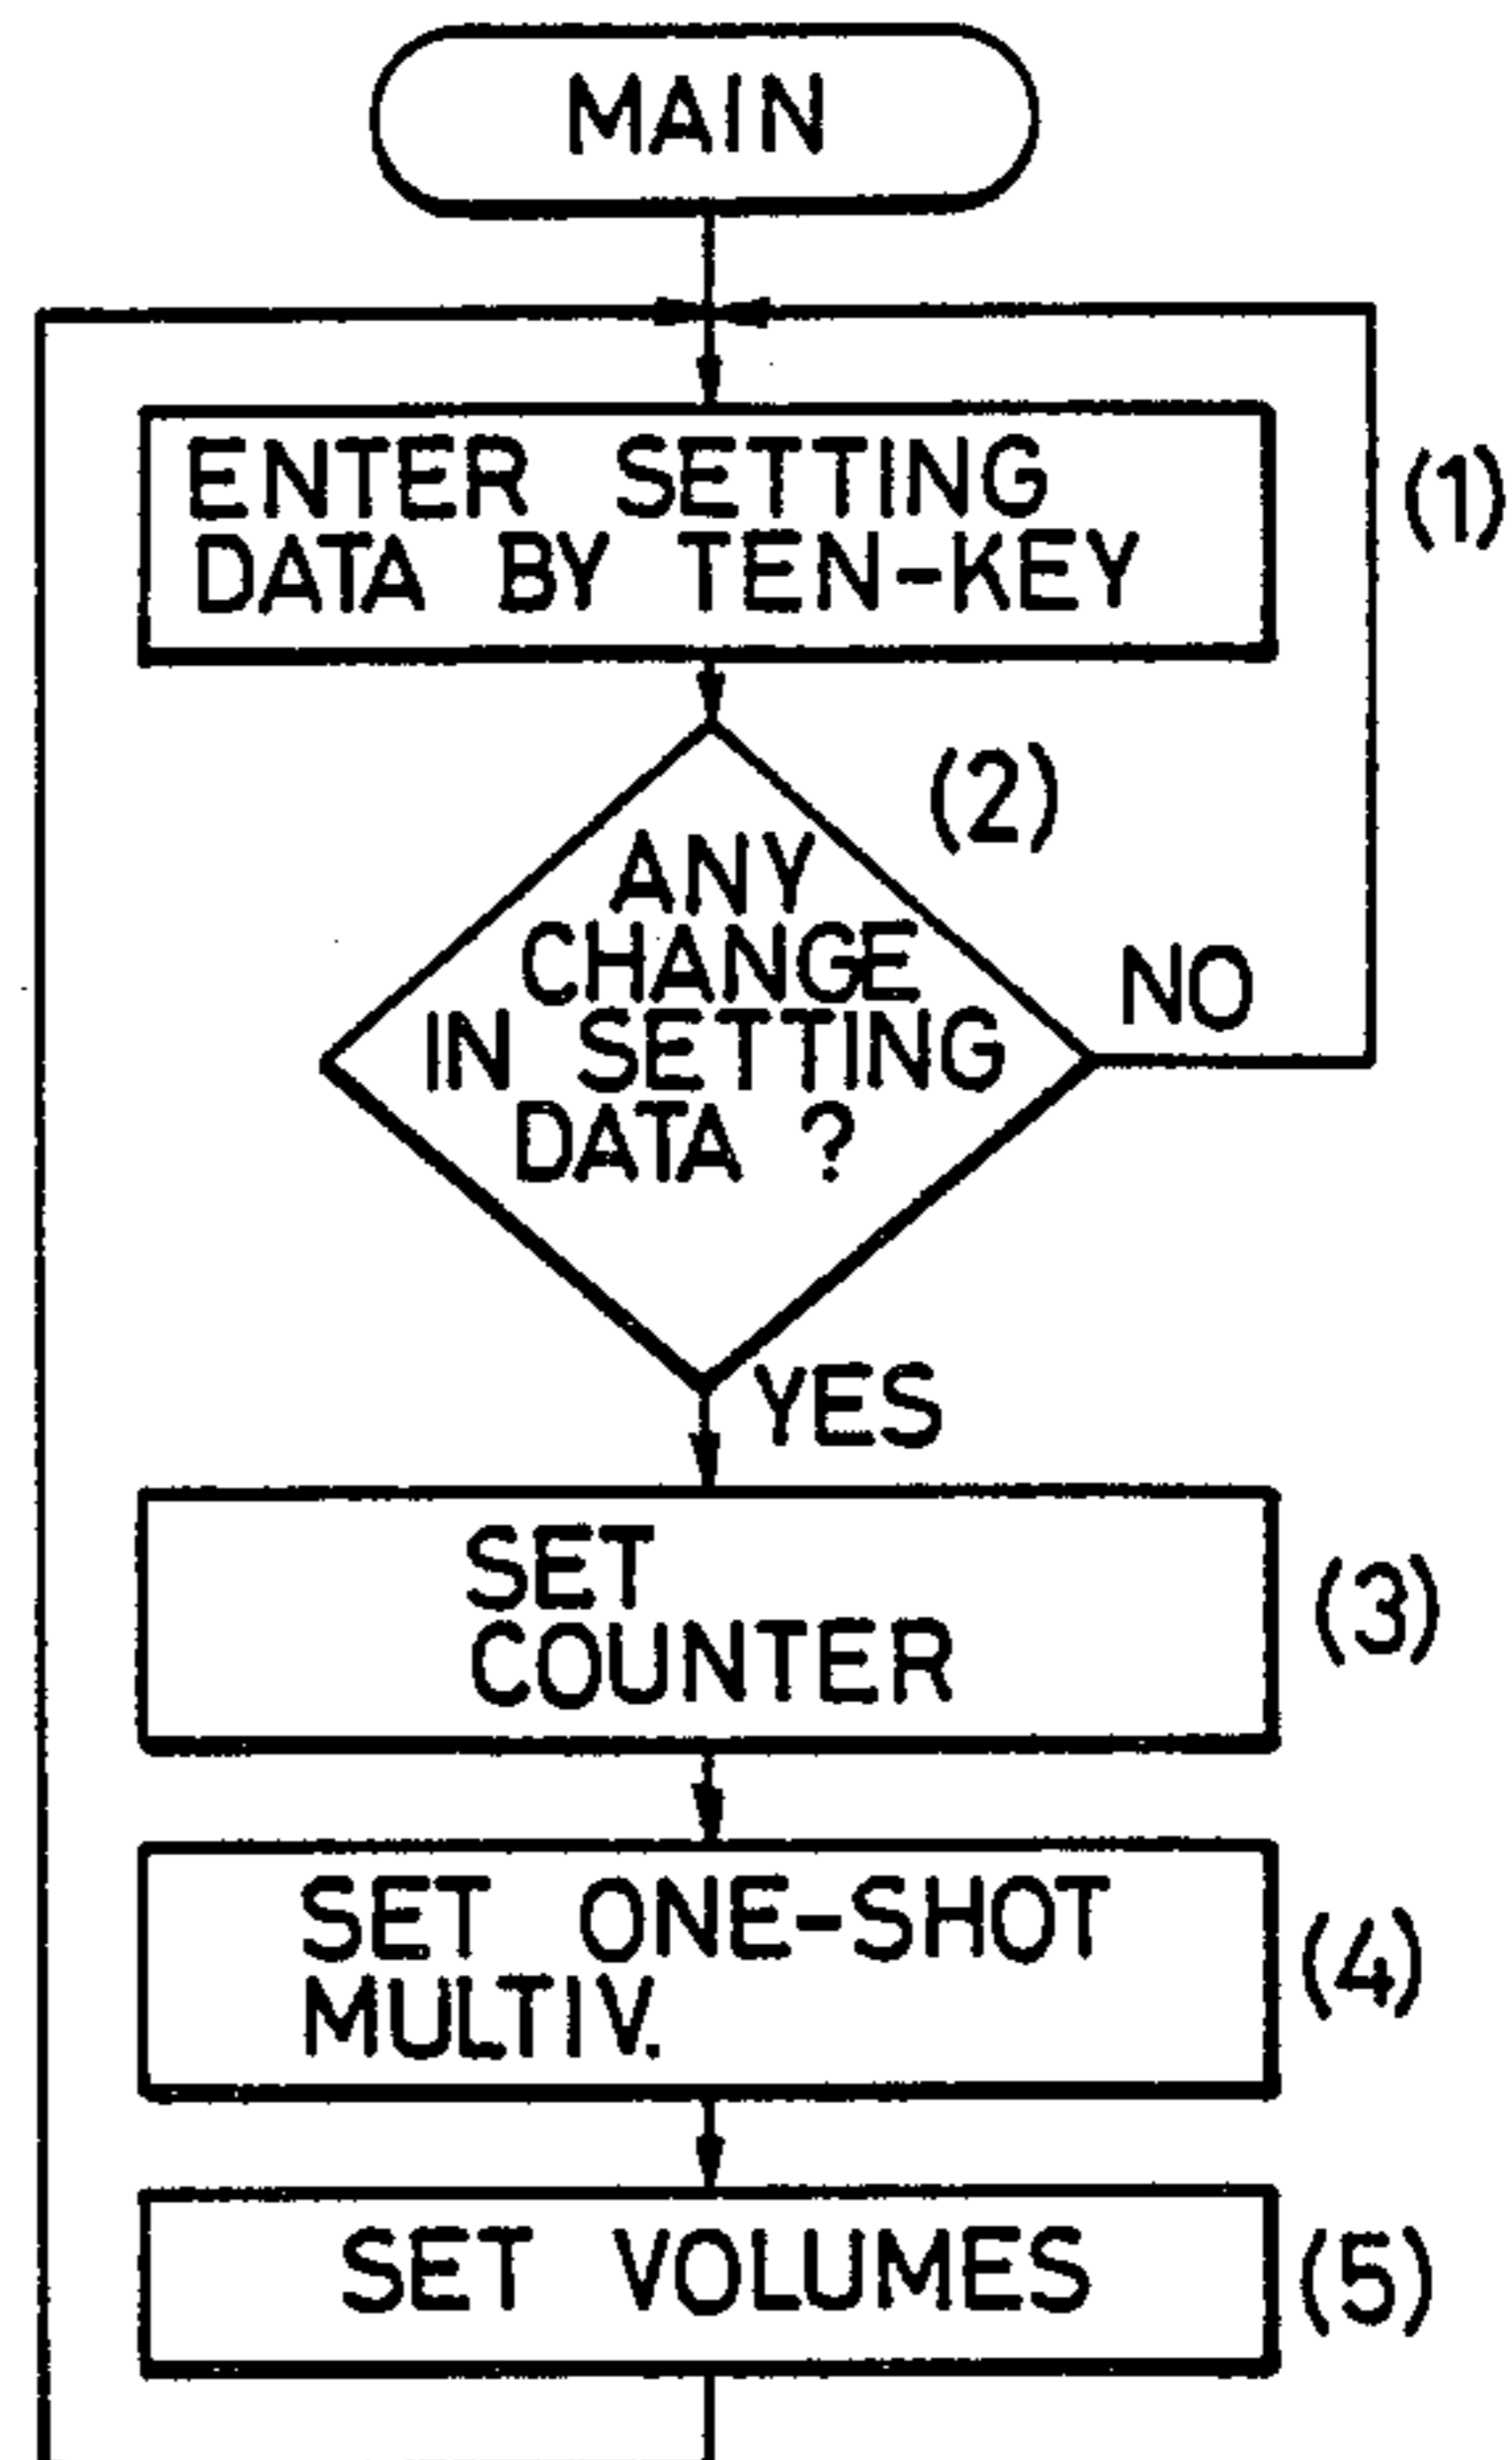 MAIN
ENTER SETTING
DATA BY TEN-KEY
(1)
(2)
ANY
CHANGE
IN SETTING
DATA ?
NO
YES
SET
COUNTER
(3)
SET ONE-SHOT
MULTIV.
(4)
SET VOLUMES
(5)